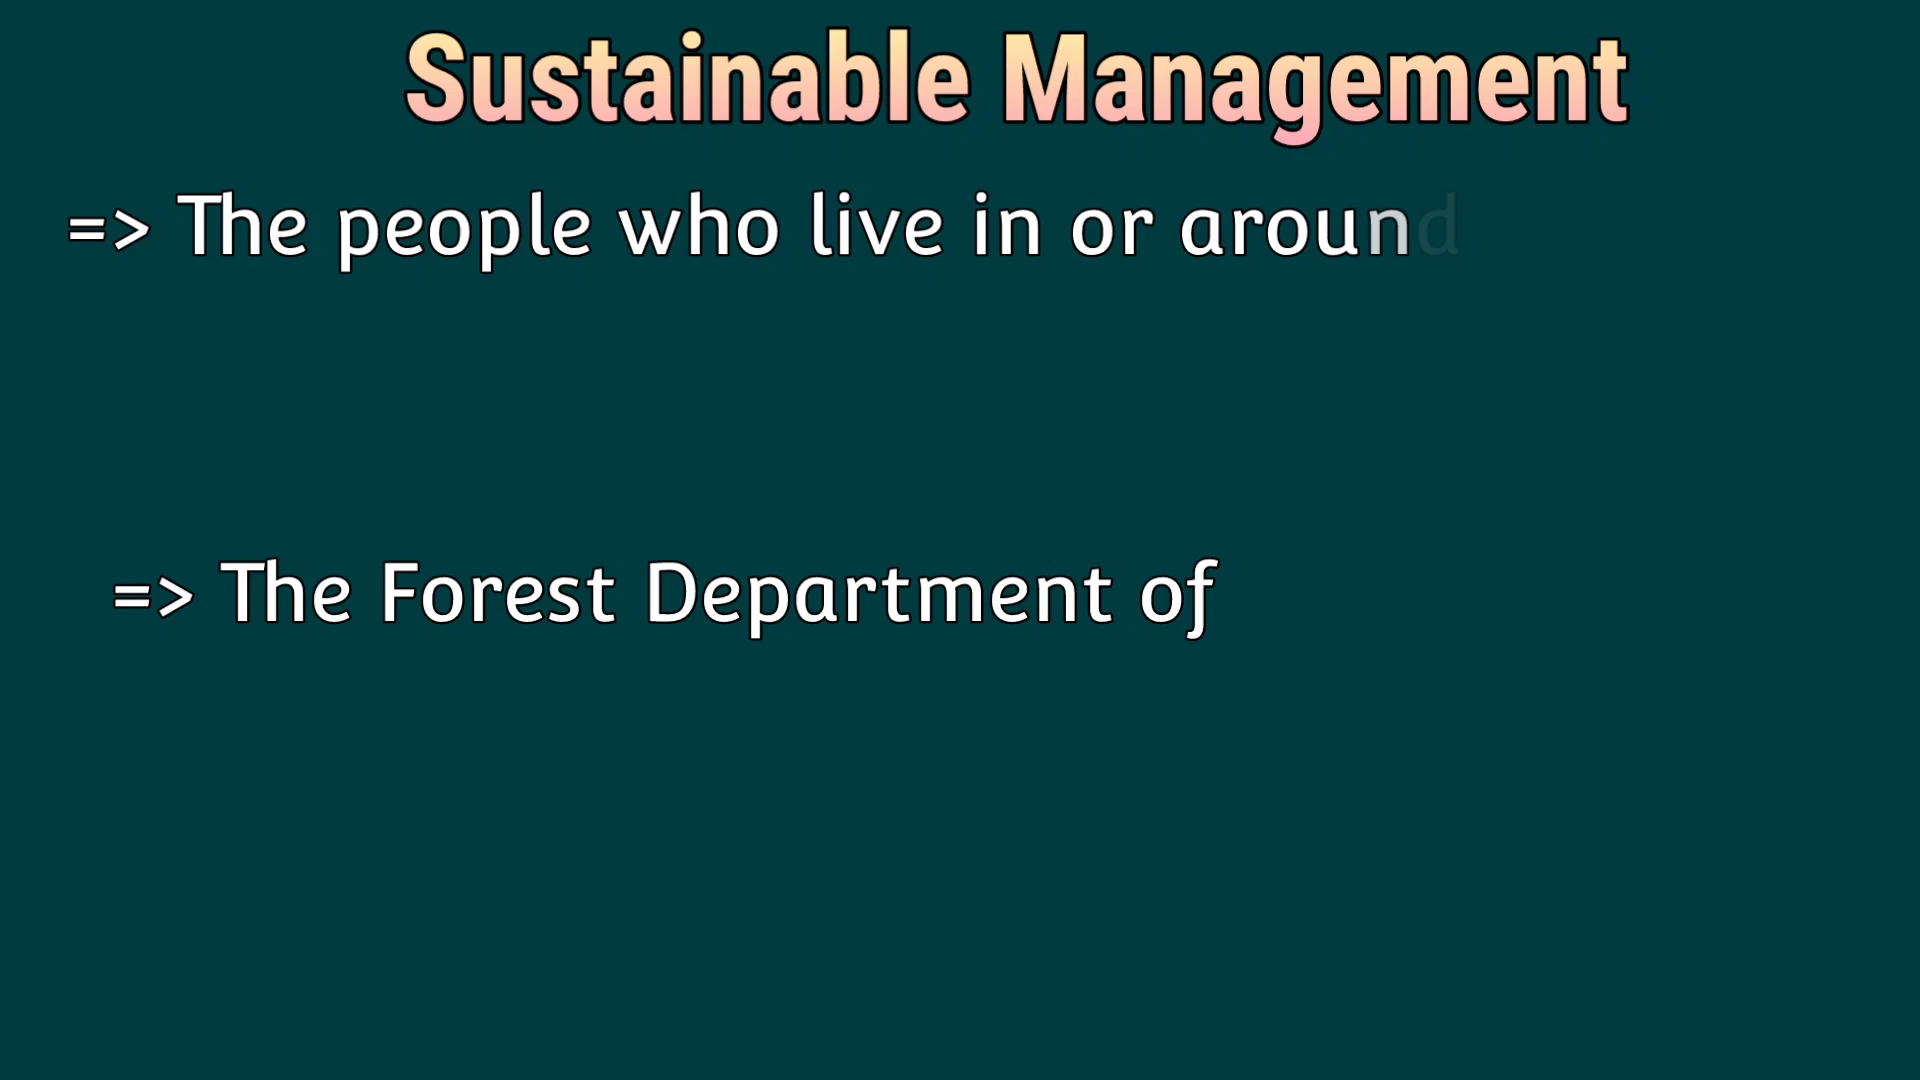 Sustainable Management
=> The people who live in or around
=> The Forest Department of